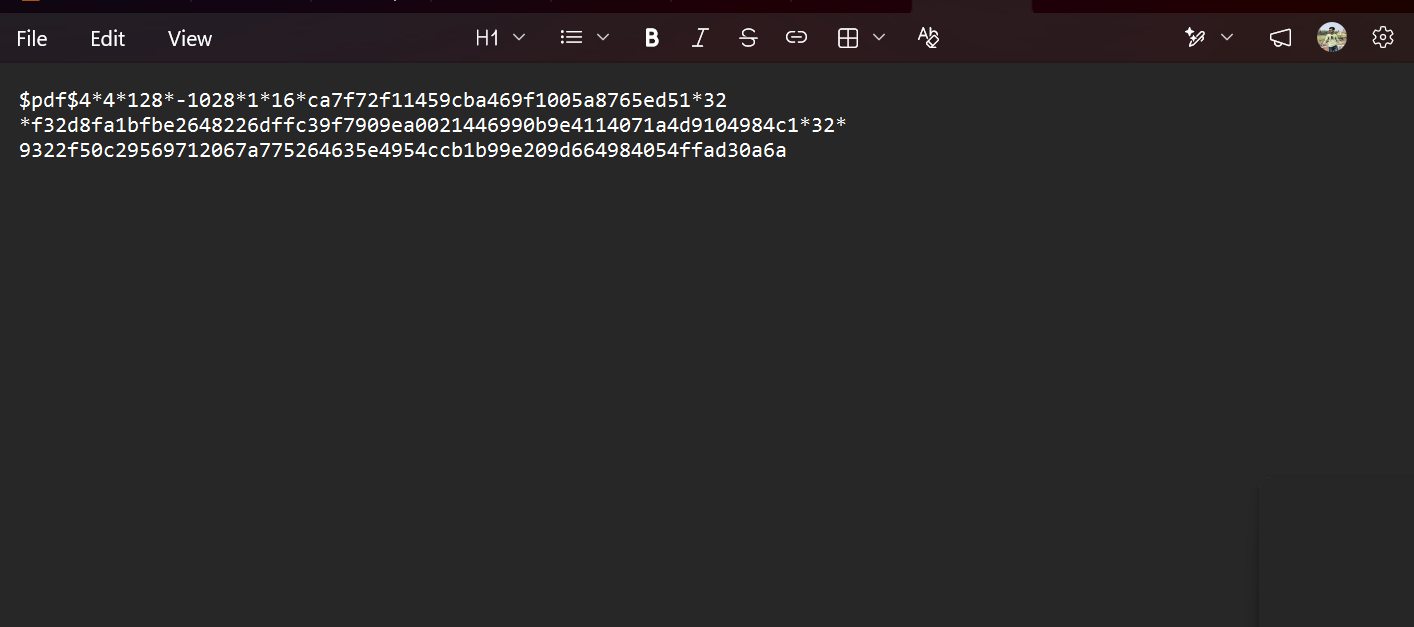 File Edit View H1
$pdf$4*4*128*-1028*1*16*ca7f72f11459cba469f1005a8765ed51*32
*f32d8fa1bfbe2648226dffc39f7909ea0021446990b9e4114071a4d9104984c1*32*
9322f50c29569712067a775264635e4954ccb1b99e209d664984054ffad30a6a